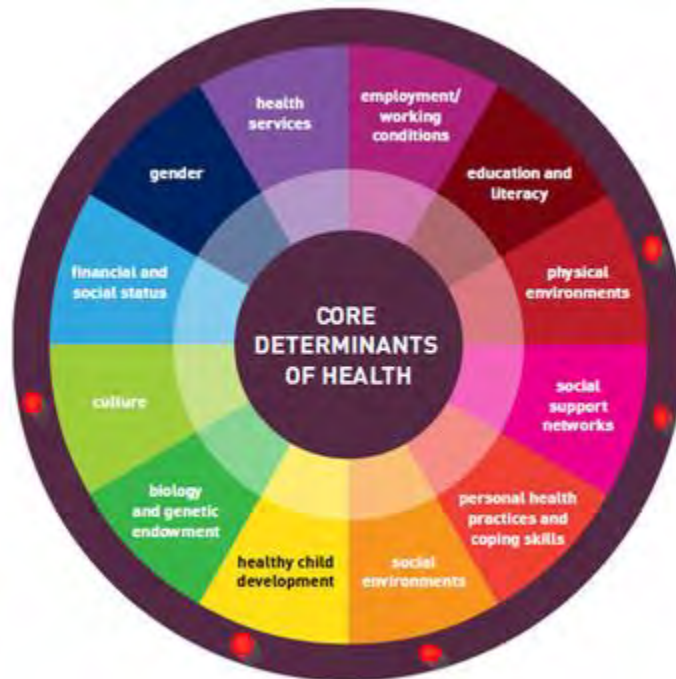 health
services
employment/
working
conditions
education and
literacy
physical
environments
social
support
networks
personal health
practices and
coping skills
social
environments
healthy child
development
biology
and genetic
endowment
culture
financial and
social status
gender
CORE
DETERMINANTS
OF HEALTH